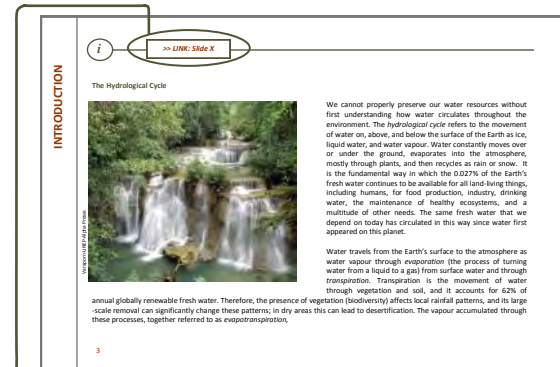 i
>> LINK: Slide X
INTRODUCTION
The Hydrological Cycle
We cannot properly preserve our water resources without
first understanding how water circulates throughout the
environment. The hydrological cycle refers to the movement
of water on, above, and below the surface of the Earth as ice,
liquid water, and water vapour. Water constantly moves over
or under the ground, evaporates into the atmosphere,
mostly through plants, and then recycles as rain or snow. It
is the fundamental way in which the 0.027% of the Earth's
fresh water continues to be available for all land-living things,
including humans, for food production, industry, drinking
water, the maintenance of healthy ecosystems, and a
multitude of other needs. The same fresh water that we
depend on today has circulated in this way since water first
appeared on this planet.
Water travels from the Earth's surface to the atmosphere as
water vapour through evaporation (the process of turning
water from a liquid to a gas) from surface water and through
transpiration. Transpiration is the movement of water
through vegetation and soil, and it accounts for 62% of
annual globally renewable fresh water. Therefore, the presence of vegetation (biodiversity) affects local rainfall patterns, and its large
-scale removal can significantly change these patterns; in dry areas this can lead to desertification. The vapour accumulated through
these processes, together referred to as evapotranspiration,
3